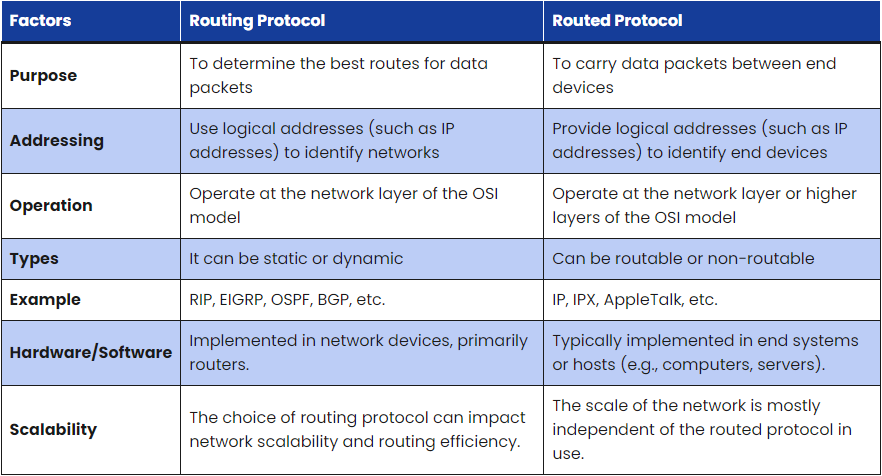 Factors
Routing Protocol
Routed Protocol
Purpose
To determine the best routes for data
packets
To carry data packets between end
devices
Addressing
Use logical addresses (such as IP
addresses) to identify networks
Provide logical addresses (such as IP
addresses) to identify end devices
Operation
Operate at the network layer of the OSI
model
Operate at the network layer or higher
layers of the OSI model
Types
It can be static or dynamic
Can be routable or non-routable
Example
RIP, EIGRP, OSPF, BGP, etc.
IP, IPX, AppleTalk, etc.
Hardware/Software
Implemented in network devices, primarily
routers.
Typically implemented in end systems
or hosts (e.g., computers, servers).
Scalability
The choice of routing protocol can impact
network scalability and routing efficiency.
The scale of the network is mostly
independent of the routed protocol in
use.